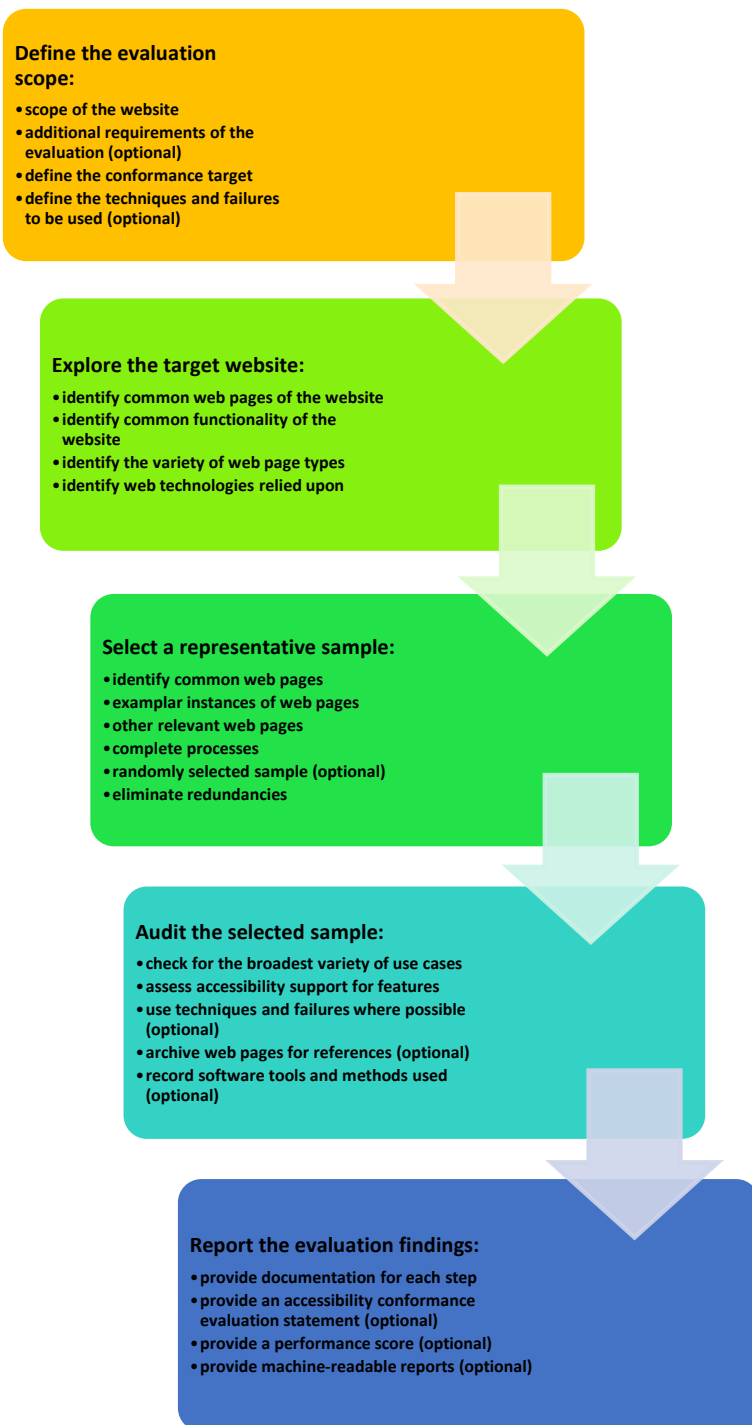 Define the evaluation
scope:
•scope of the website
•additional requirements of the
evaluation (optional)
•define the conformance target
•define the techniques and failures
to be used (optional)
Explore the target website:
•identify common web pages of the website
•identify common functionality of the
website
•identify the variety of web page types
•identify web technologies relied upon
Select a representative sample:
•identify common web pages
•examplar instances of web pages
•other relevant web pages
•complete processes
•randomly selected sample (optional)
•eliminate redundancies
Audit the selected sample:
•check for the broadest variety of use cases
•assess accessibility support for features
•use techniques and failures where possible
(optional)
•archive web pages for references (optional)
•record software tools and methods used
(optional)
Report the evaluation findings:
•provide documentation for each step
•provide an accessibility conformance
evaluation statement (optional)
•provide a performance score (optional)
•provide machine-readable reports (optional)